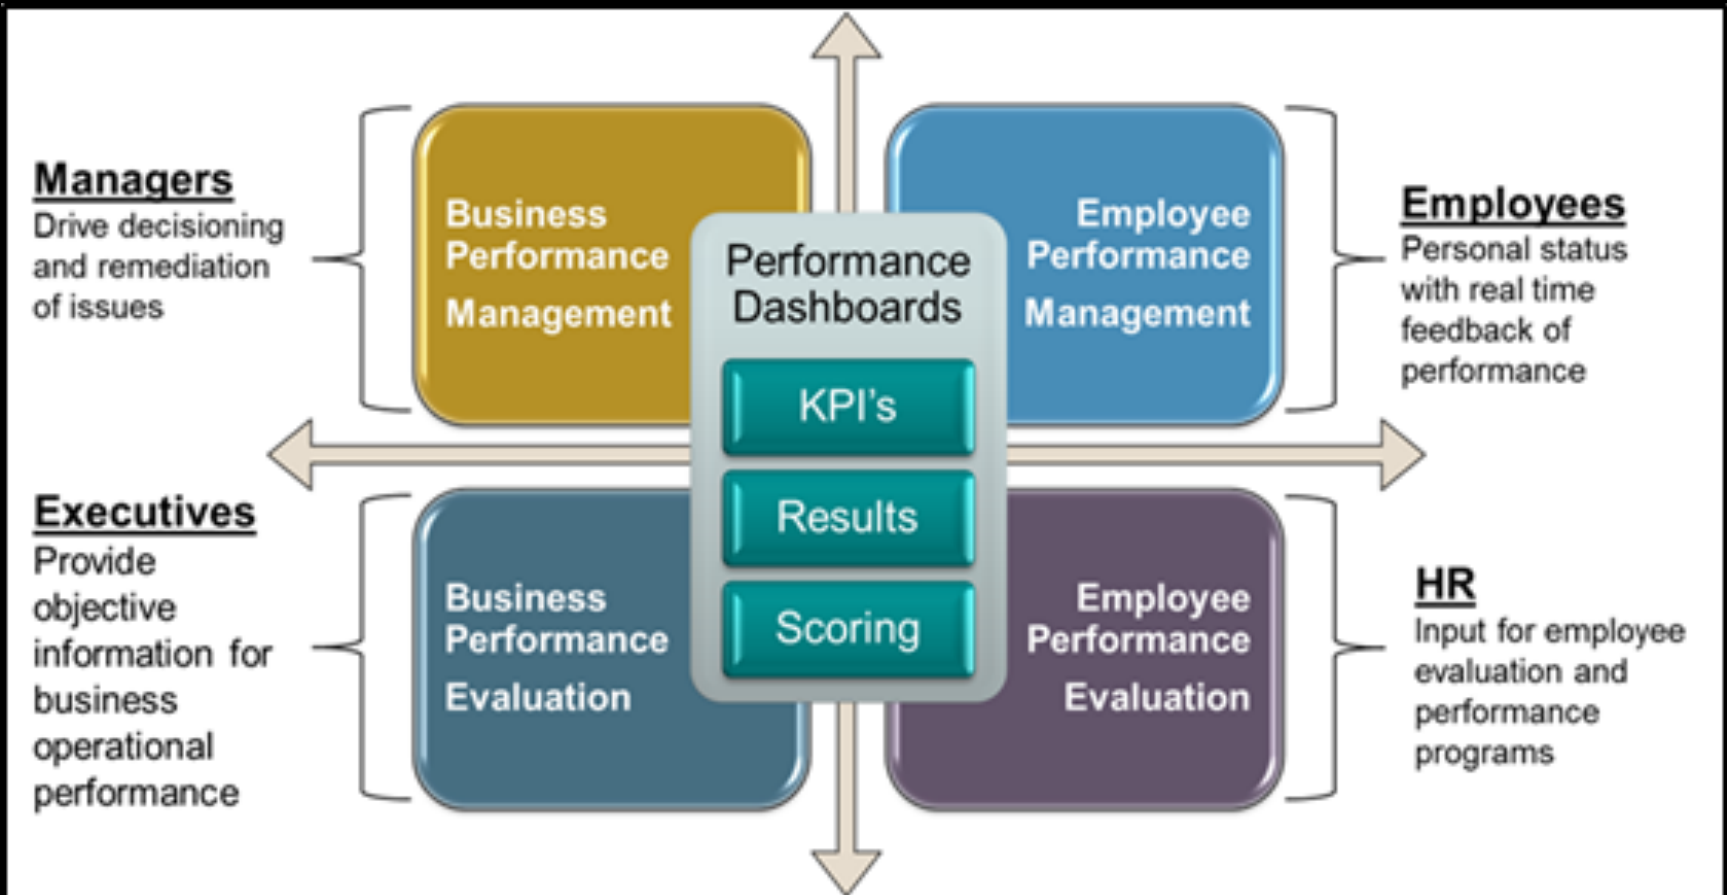 Managers
Drive decisioning
and remediation
of issues
Business
Performance
Management
Employee
Performance
Management
Employees
Personal status
with real time
feedback of
performance
Performance
Dashboards
KPI's
Results
Scoring
Executives
Provide
objective
information for
business
operational
performance
Business
Performance
Evaluation
Employee
Performance
Evaluation
HR
Input for employee
evaluation and
performance
programs